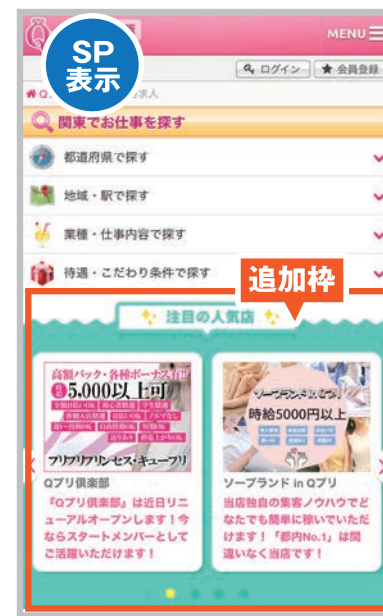 MENU
SP
表示
ログイン
会員登録
求人
関東でお仕事を探す
都道府県で探す
地域・駅で探す
業種・仕事内容で探す
待遇・こだわり条件で探す
追加枠
注目の人気店
高額バック・各種ボーナス有!!
5,000以上可
プリプリプリンセス・キュープリ
ソープランド in Qプリ
時給5000円以上
Qプリ倶楽部
『Qプリ倶楽部』は近日リニ
ューアルオープンします！今
ならスタートメンバーとして
ご活躍いただけます！
ソープランド in Qプリ
当店独自の集客ノウハウでど
なたでも簡単に稼いでいただ
けます！「都内No.1」は間
違いなく当店です！